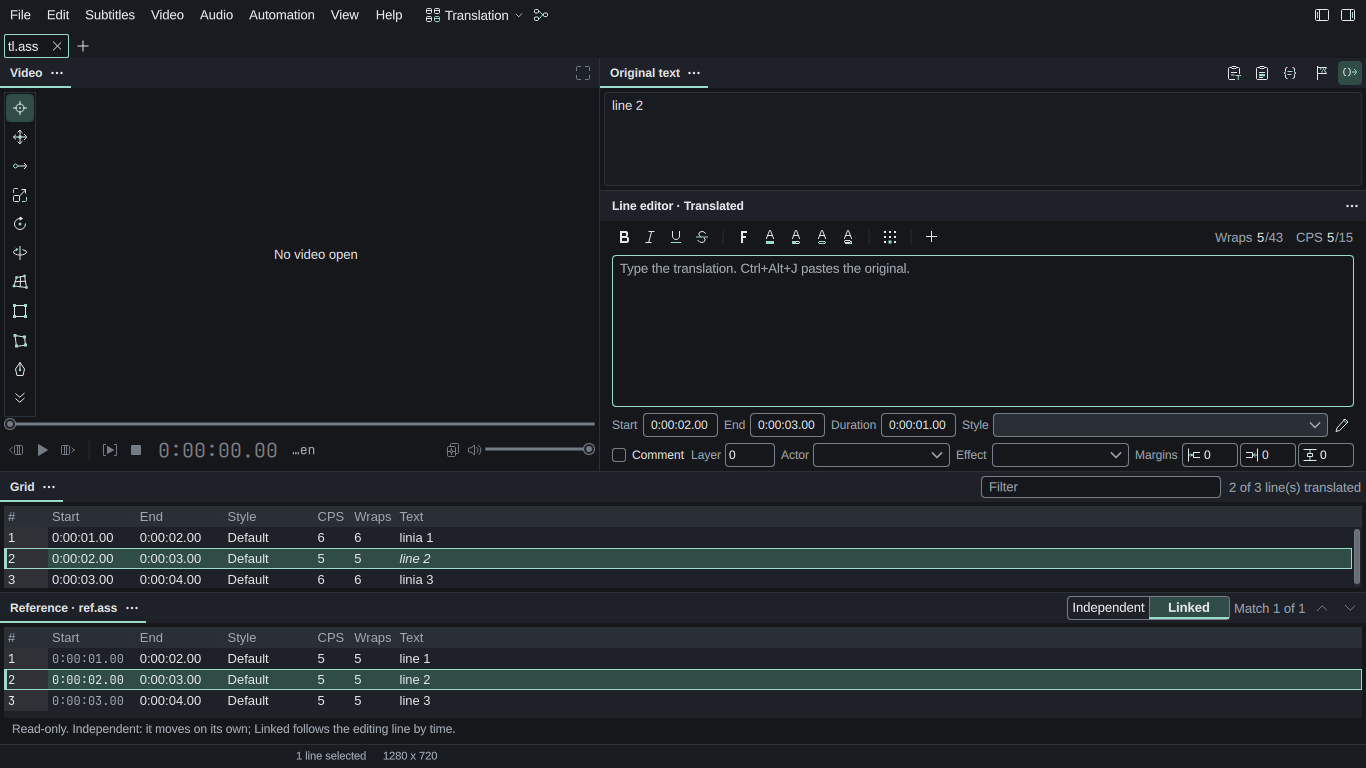 File Edit Subtitles Video Audio Automation View Help Translation
tl.ass
Video ···
Original text ···
line 2
Line editor · Translated
B I U S F A A A A Wraps 5/43 CPS 5/15
Type the translation. Ctrl+Alt+J pastes the original.
No video open
Start 0:00:02.00 End 0:00:03.00 Duration 0:00:01.00 Style
0:00:00.00 …en
Comment Layer 0 Actor Effect Margins 0 0 0
Grid ··· Filter 2 of 3 line(s) translated
# Start End Style CPS Wraps Text
1 0:00:01.00 0:00:02.00 Default 6 6 linia 1
2 0:00:02.00 0:00:03.00 Default 5 5 line 2
3 0:00:03.00 0:00:04.00 Default 6 6 linia 3
Reference · ref.ass ··· Independent Linked Match 1 of 1
# Start End Style CPS Wraps Text
1 0:00:01.00 0:00:02.00 Default 5 5 line 1
2 0:00:02.00 0:00:03.00 Default 5 5 line 2
3 0:00:03.00 0:00:04.00 Default 5 5 line 3
Read-only. Independent: it moves on its own; Linked follows the editing line by time.
1 line selected 1280 x 720